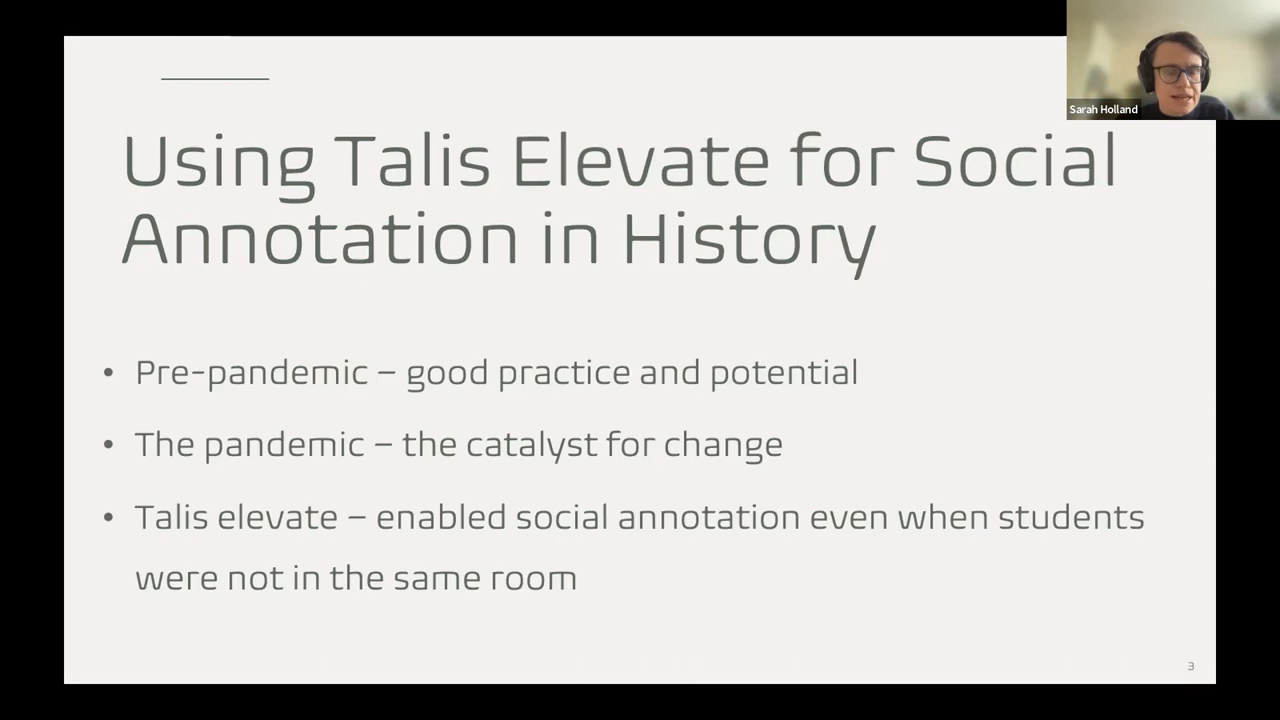 Sarah Holland
Using Talis Elevate for Social
Annotation in History
• Pre-pandemic – good practice and potential
• The pandemic – the catalyst for change
• Talis elevate – enabled social annotation even when students
were not in the same room
3